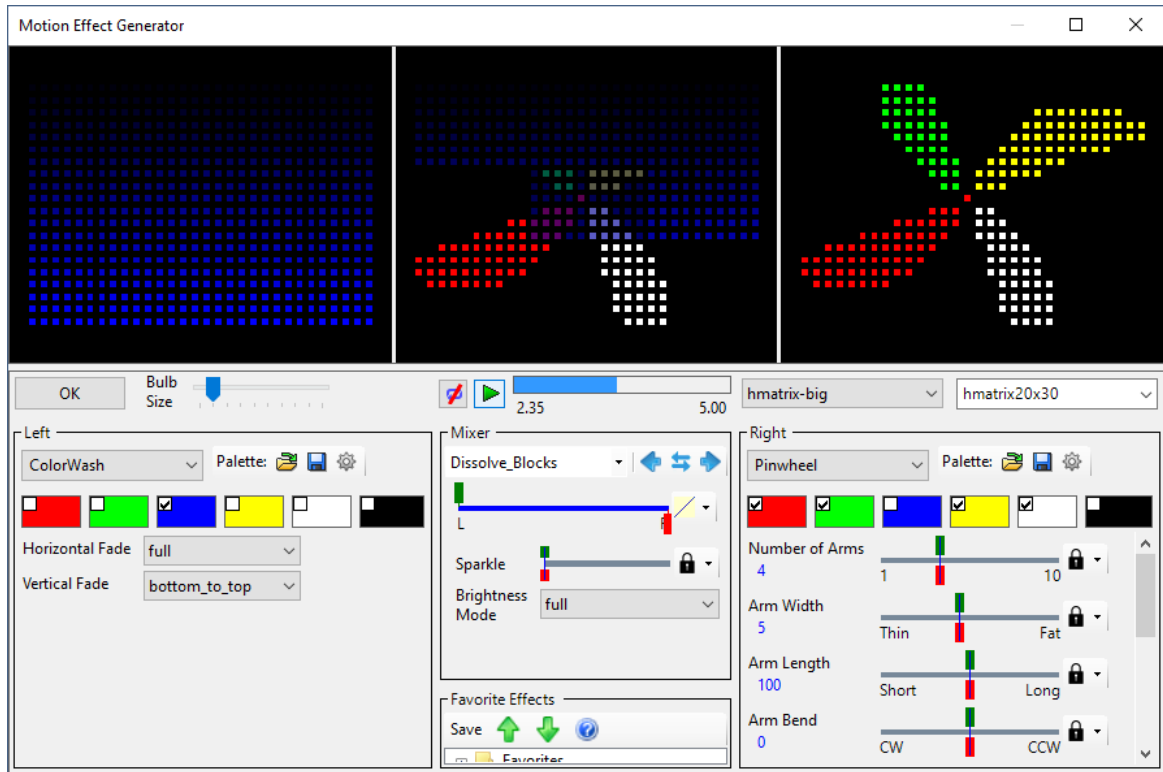 Motion Effect Generator
OK
Bulb Size
2.35
5.00
hmatrix-big
hmatrix20x30
Left
ColorWash
Palette:
Horizontal Fade
full
Vertical Fade
bottom_to_top
Mixer
Dissolve_Blocks
L
Sparkle
Brightness Mode
full
Favorite Effects
Save
Favorites
Right
Pinwheel
Palette:
Number of Arms
4
1
10
Arm Width
5
Thin
Fat
Arm Length
100
Short
Long
Arm Bend
0
CW
CCW